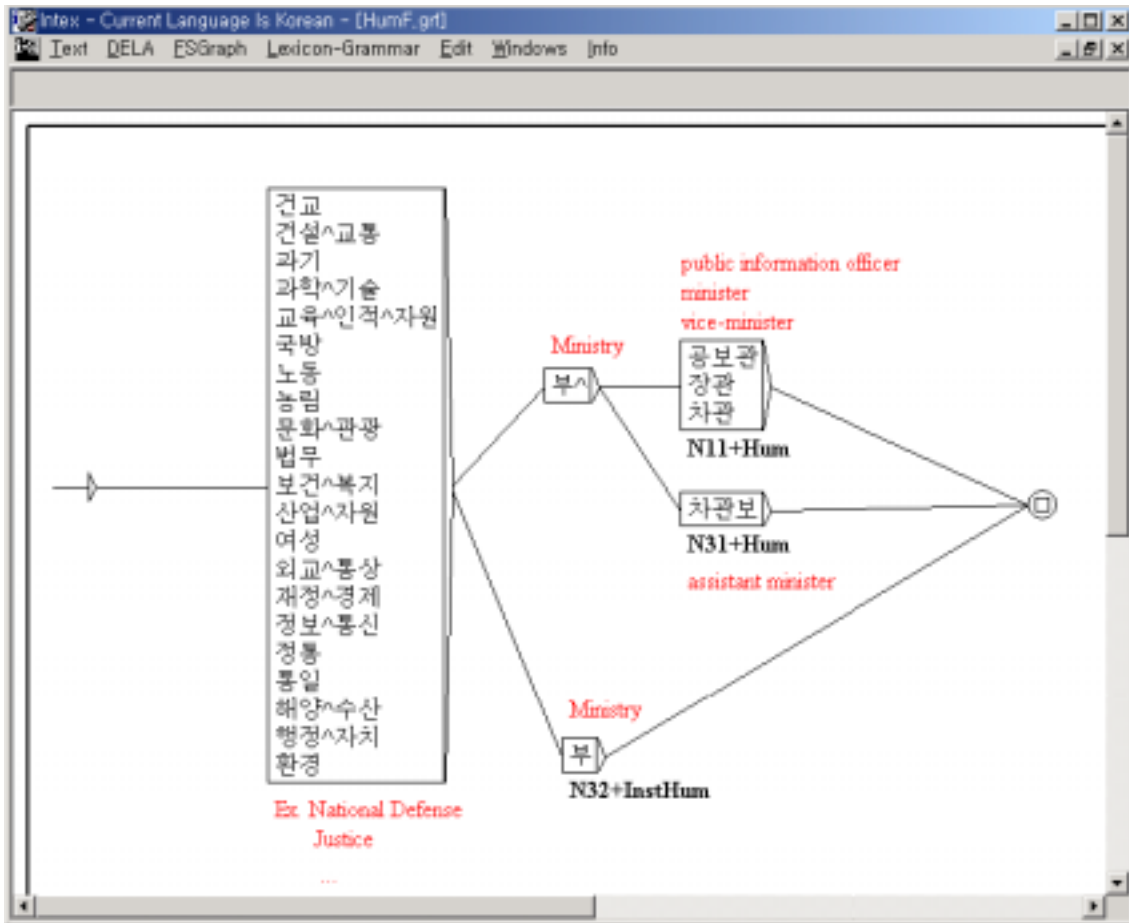 Intex - Current Language Is Korean - [HumF.grf]
Text DELA FSGraph Lexicon-Grammar Edit Windows Info
건교
건설^교통
과기
과학^기술
교육^인적^자원
국방
노동
농림
문화^관광
법무
보건^복지
산업^자원
여성
외교^통상
재정^경제
정보^통신
정통
통일
해양^수산
행정^자치
환경
Ex. National Defense
Justice
...
Ministry
부^
public information officer
minister
vice-minister
공보관
장관
차관
N11+Hum
차관보
N31+Hum
assistant minister
Ministry
부
N32+InstHum